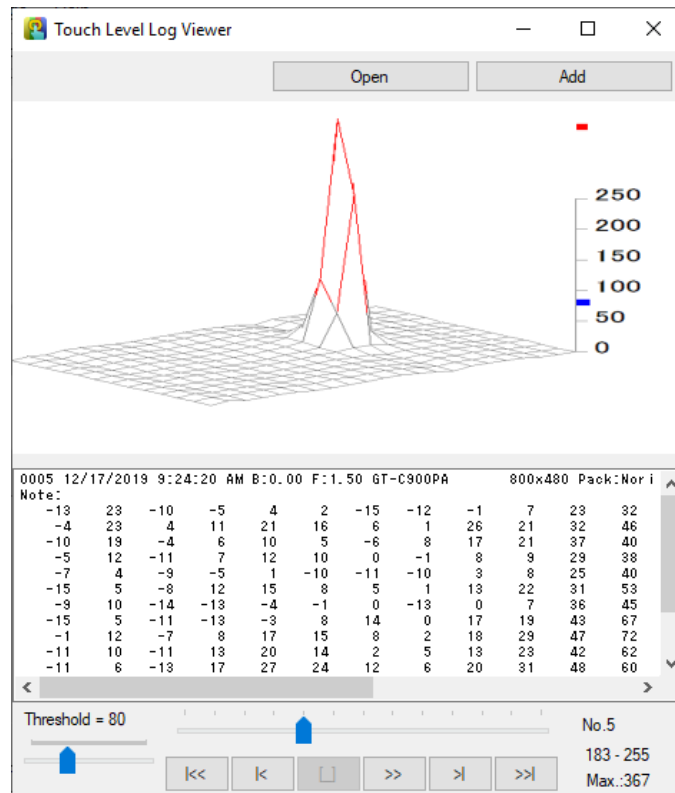 Touch Level Log Viewer
Open Add
250
200
150
100
50
0
0005 12/17/2019 9:24:20 AM B:0.00 F:1.50 GT-C900PA 800x480 Pack:Nori
Note:
-13 23 -10 -5 4 2 -15 -12 -1 7 23 32
-4 23 4 11 21 16 6 1 26 21 32 46
-10 19 -4 6 10 5 -6 8 17 21 37 40
-5 12 -11 7 12 10 0 -1 8 9 29 38
-7 4 -9 -5 1 -10 -11 -10 3 8 25 40
-15 5 -8 12 15 8 5 1 13 22 31 53
-9 10 -14 -13 -4 -1 0 -13 0 7 36 45
-15 5 -11 -13 -3 8 14 0 17 19 43 67
-1 12 -7 8 17 15 8 2 18 29 47 72
-11 10 -11 13 20 14 2 5 13 23 42 62
-11 6 -13 17 27 24 12 6 20 31 48 60
Threshold = 80
No.5
183 - 255
Max.:367
|<< |< [ ] >> >| >>|